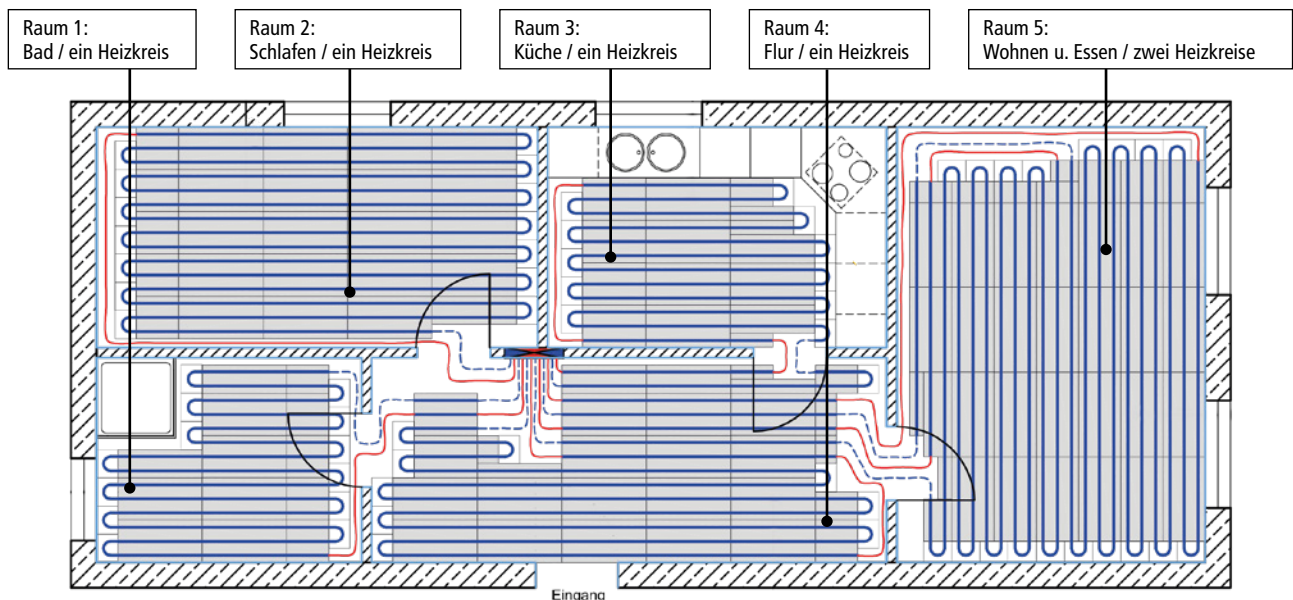 Raum 1:
Bad / ein Heizkreis
Raum 2:
Schlafen / ein Heizkreis
Raum 3:
Küche / ein Heizkreis
Raum 4:
Flur / ein Heizkreis
Raum 5:
Wohnen u. Essen / zwei Heizkreise
Eingang